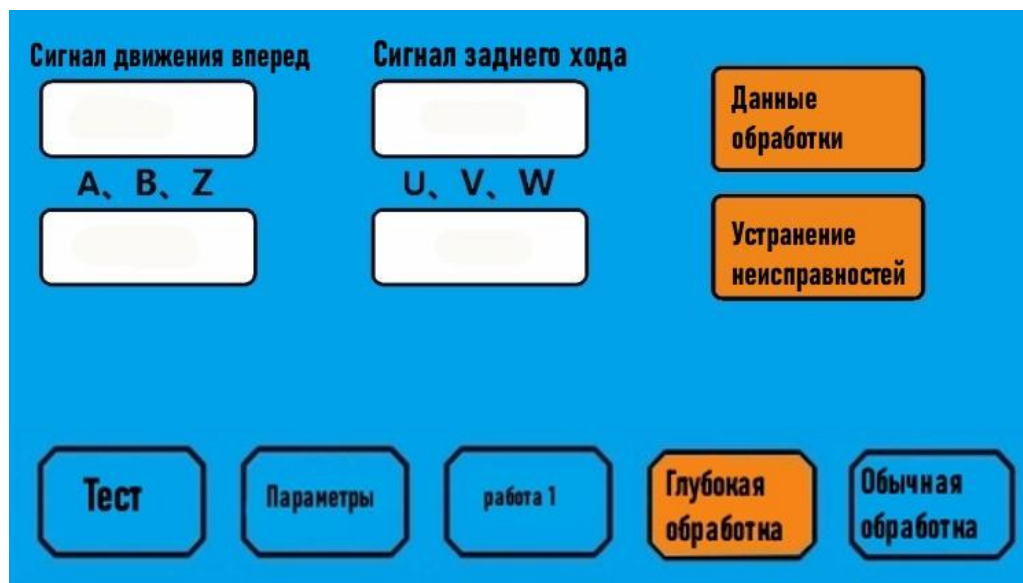 Сигнал движения вперед
Сигнал заднего хода
A、B、Z
U、V、W
Данные
обработки
Устранение
неисправностей
Тест
Параметры
работа 1
Глубокая
обработка
Обычная
обработка